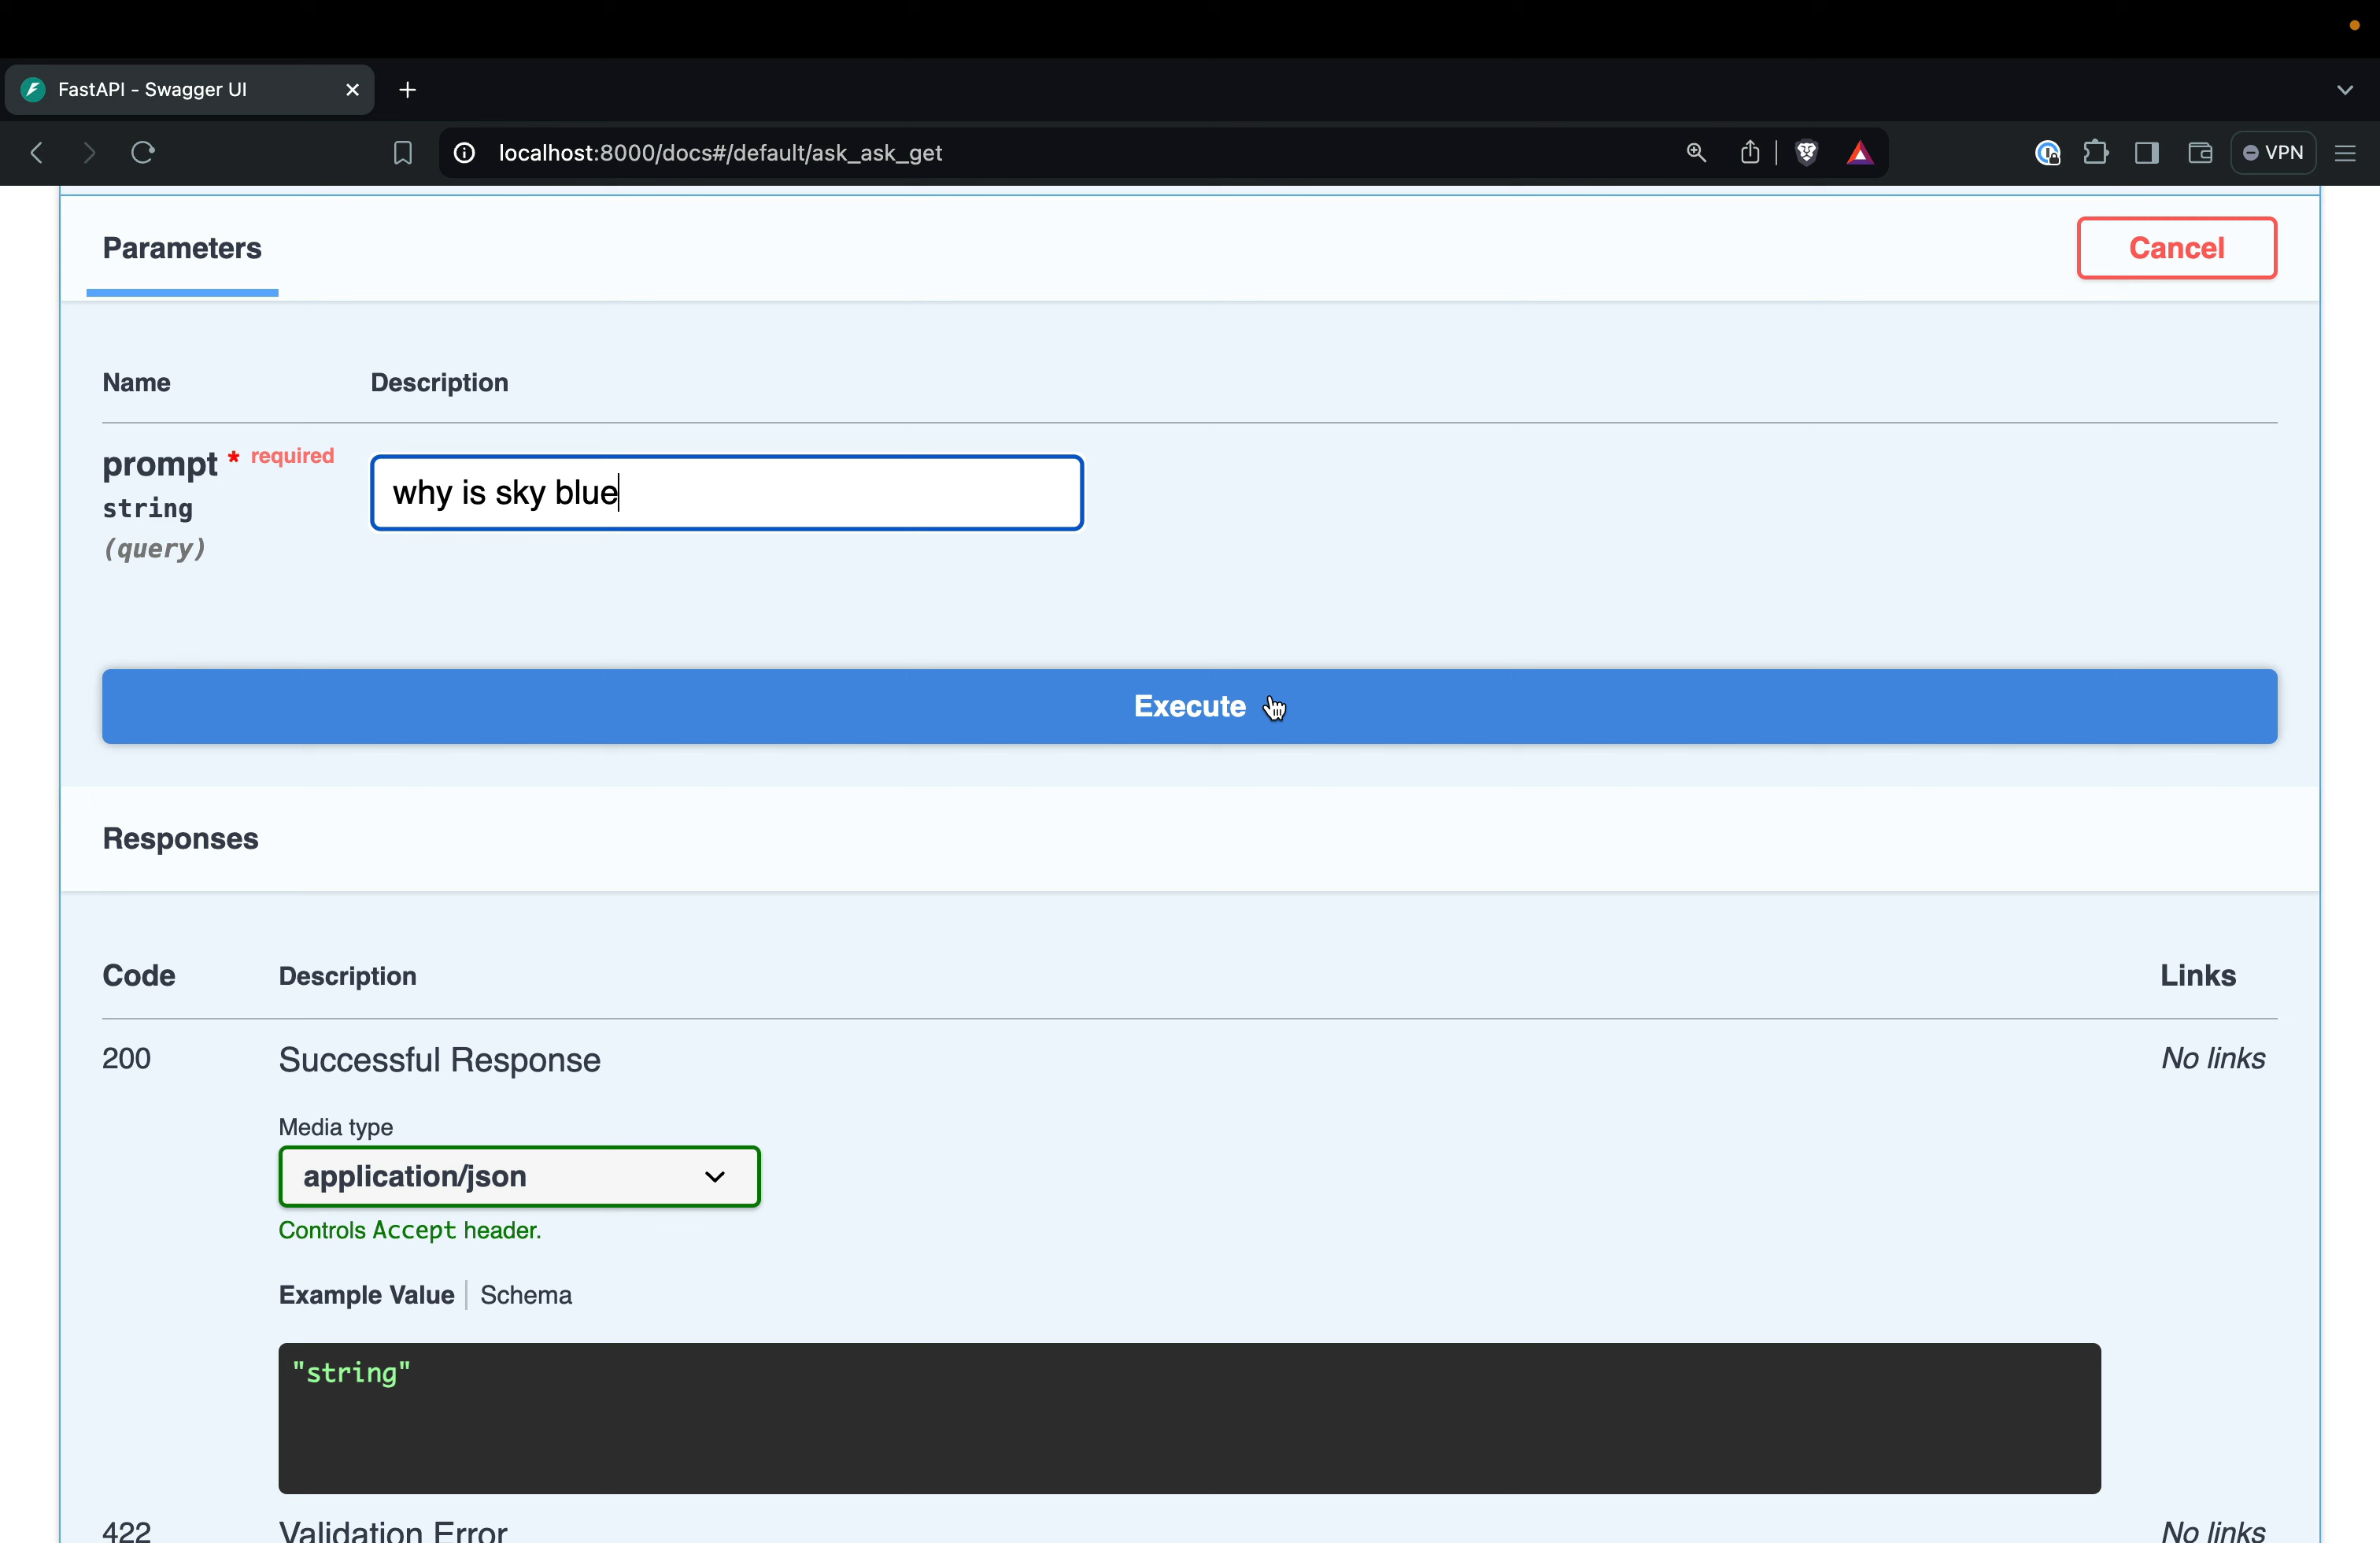 FastAPI - Swagger UI
localhost:8000/docs#/default/ask_ask_get
VPN
Parameters
Cancel
Name Description
prompt * required
string
(query)
why is sky blue
Execute
Responses
Code Description Links
200 Successful Response No links
Media type
application/json
Controls Accept header.
Example Value Schema
"string"
422 Validation Error No links